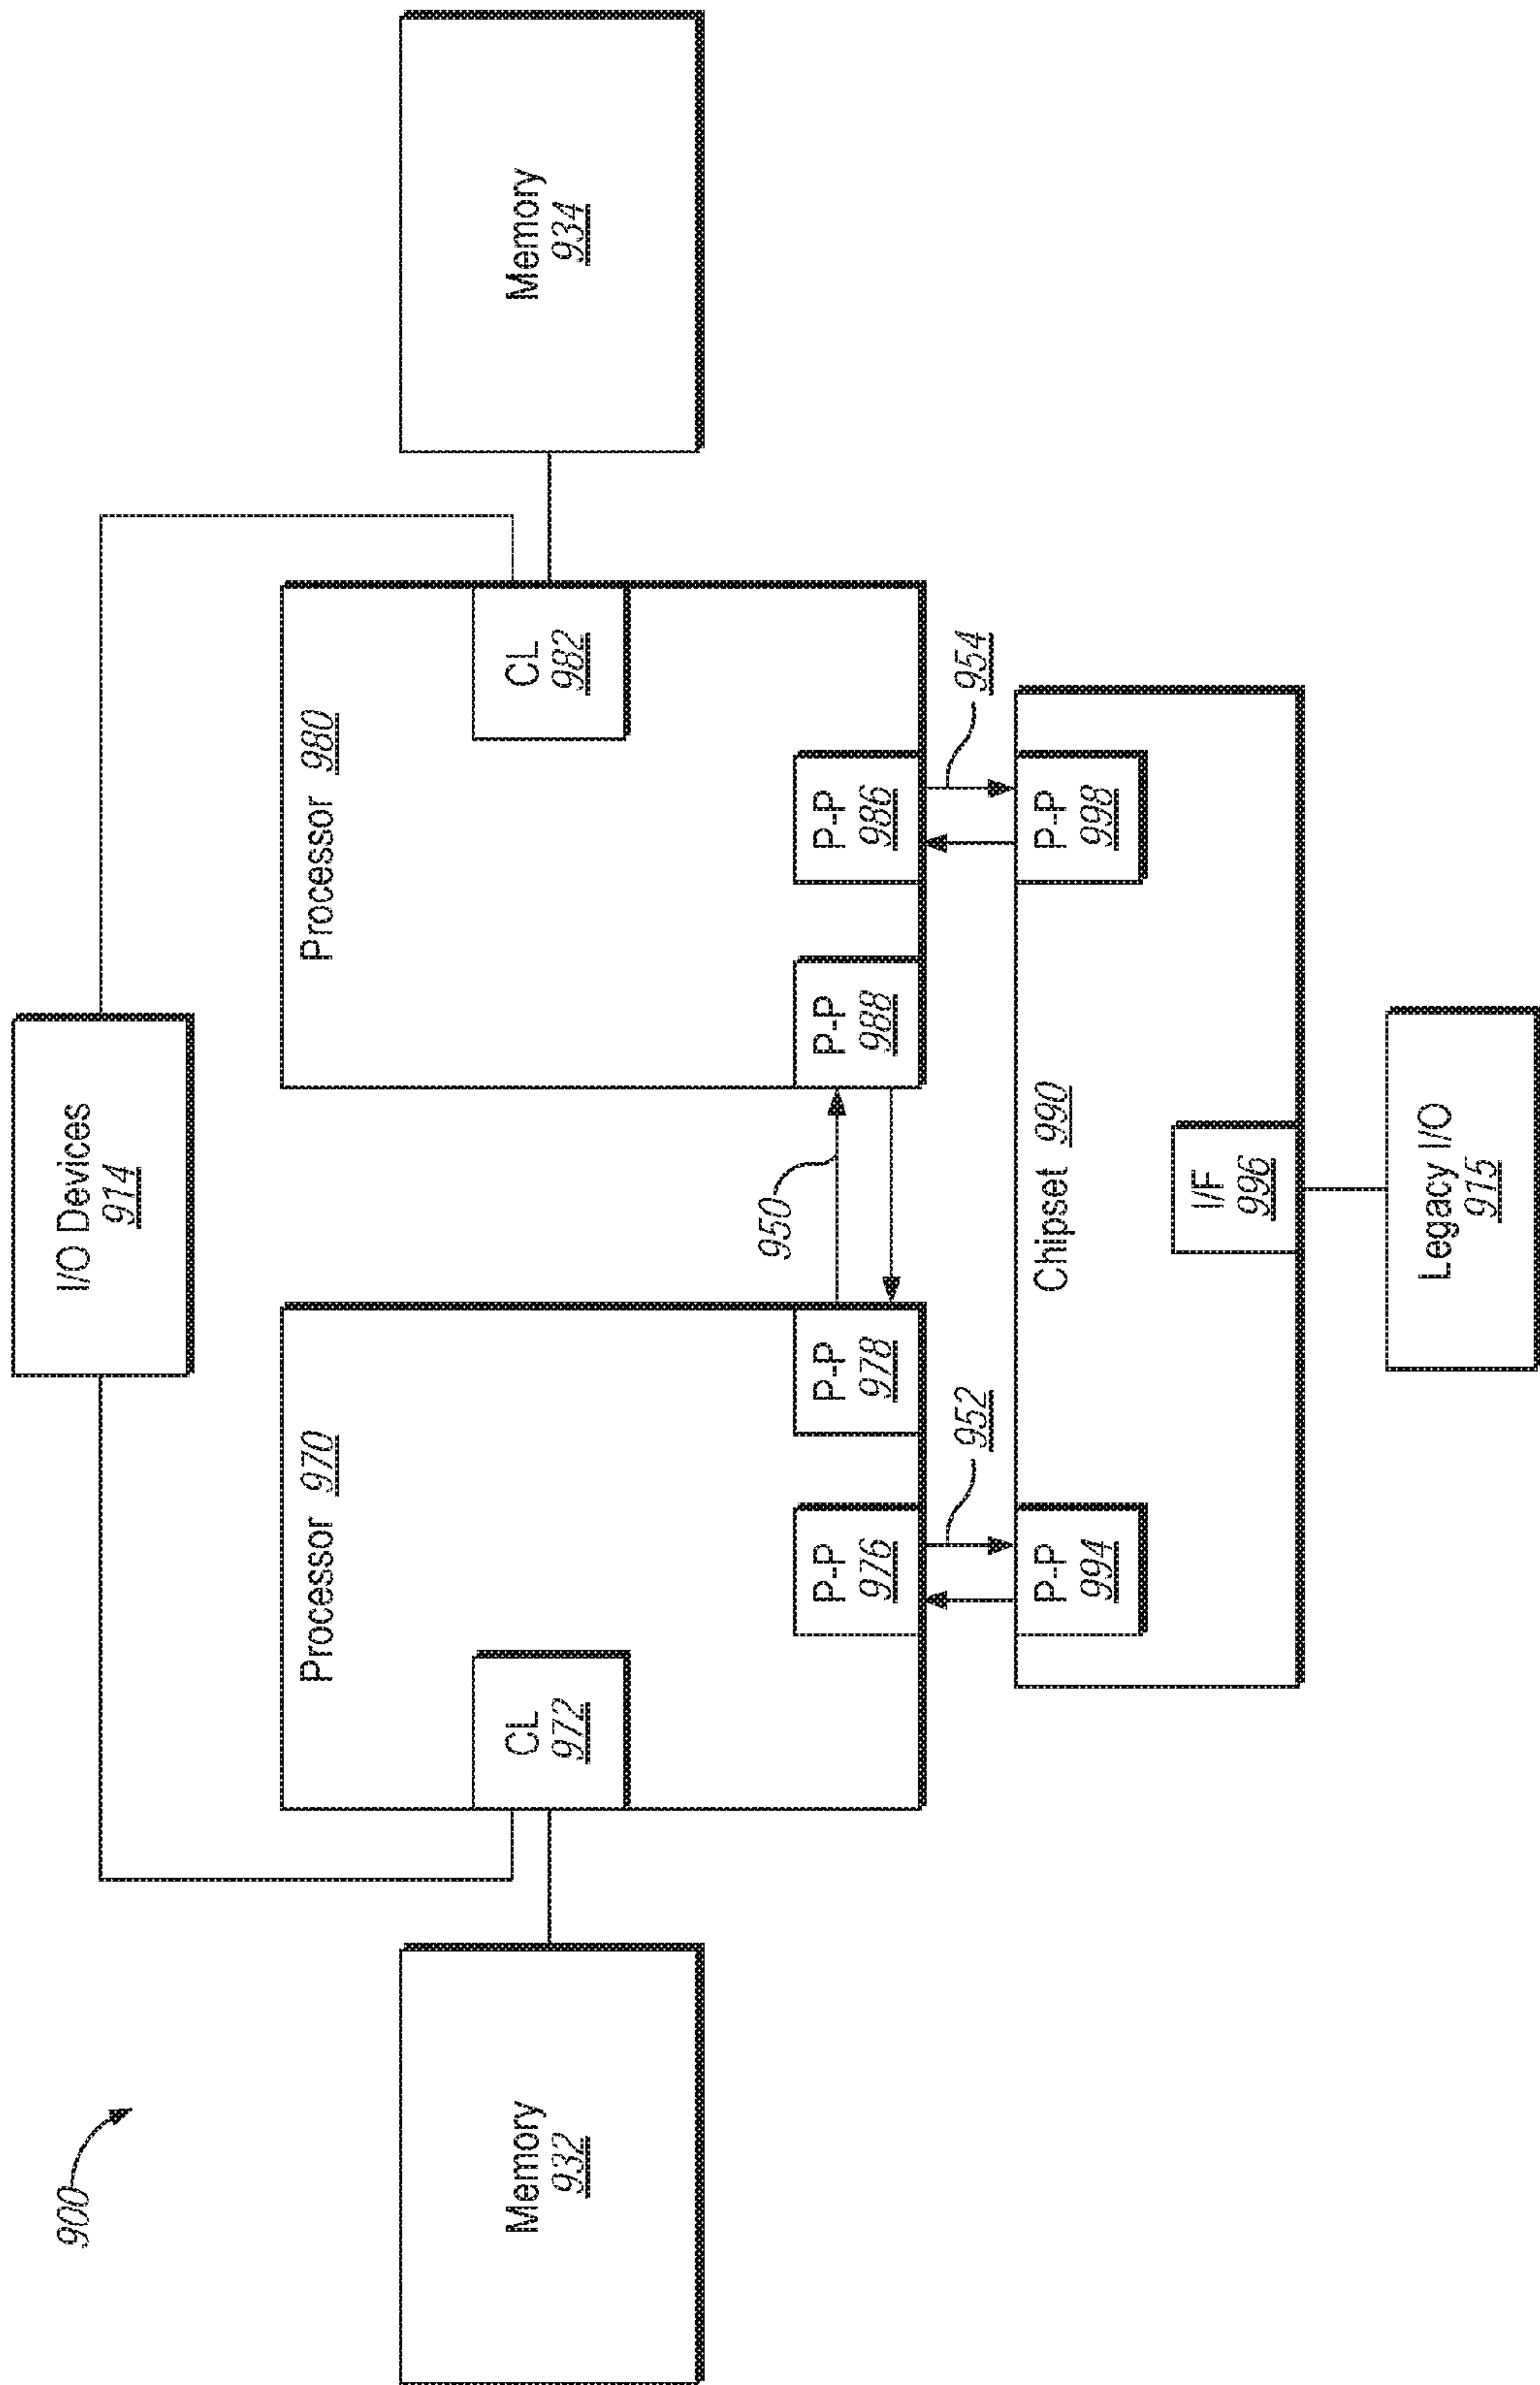 900
I/O Devices
914
Memory
932
Processor 970
CL
972
P-P
976
P-P
978
950
Processor 980
CL
982
P-P
988
P-P
986
Memory
934
952
954
Chipset 990
P-P
994
P-P
998
I/F
996
Legacy I/O
915